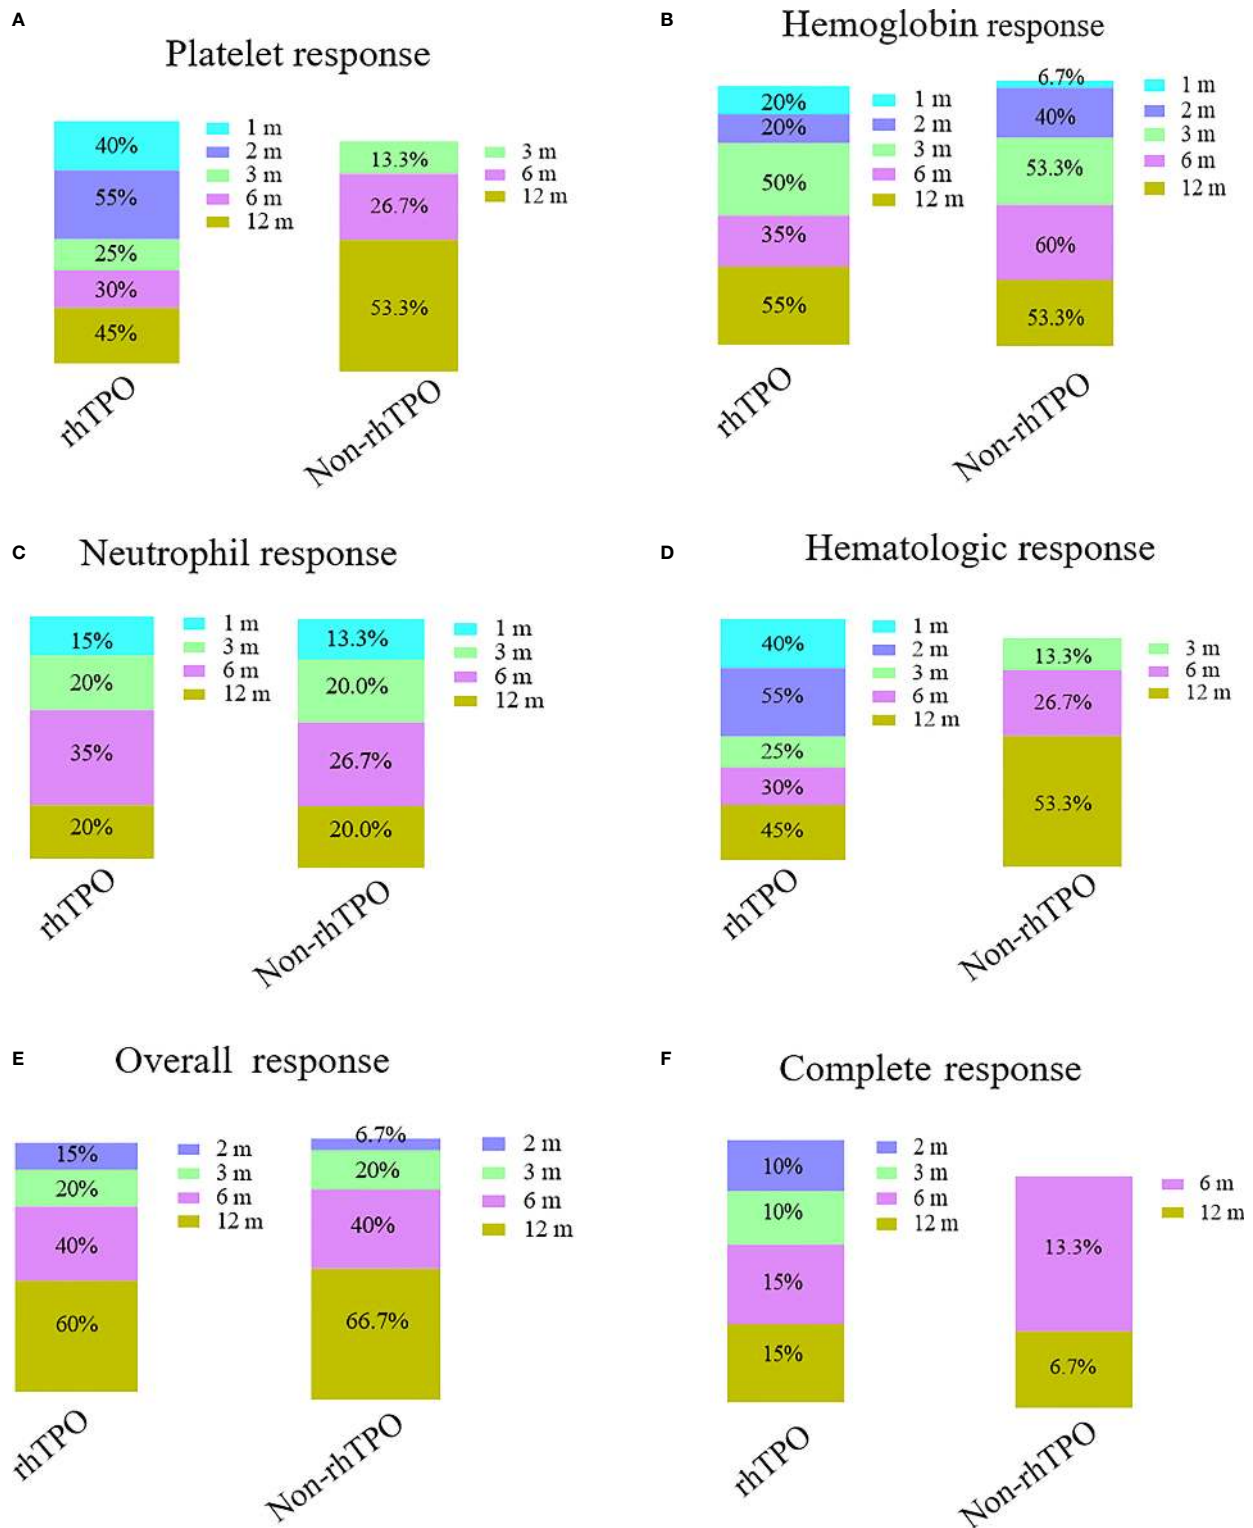 A
Platelet response
40%
55%
25%
30%
45%
1 m
2 m
3 m
6 m
12 m
13.3%
26.7%
53.3%
3 m
6 m
12 m
rhTPO
Non-rhTPO
B
Hemoglobin response
20%
20%
50%
35%
55%
1 m
2 m
3 m
6 m
12 m
6.7%
40%
53.3%
60%
53.3%
1 m
2 m
3 m
6 m
12 m
rhTPO
Non-rhTPO
C
Neutrophil response
15%
20%
35%
20%
1 m
3 m
6 m
12 m
13.3%
20.0%
26.7%
20.0%
1 m
3 m
6 m
12 m
rhTPO
Non-rhTPO
D
Hematologic response
40%
55%
25%
30%
45%
1 m
2 m
3 m
6 m
12 m
13.3%
26.7%
53.3%
3 m
6 m
12 m
rhTPO
Non-rhTPO
E
Overall response
15%
20%
40%
60%
2 m
3 m
6 m
12 m
6.7%
20%
40%
66.7%
2 m
3 m
6 m
12 m
rhTPO
Non-rhTPO
F
Complete response
10%
10%
15%
15%
2 m
3 m
6 m
12 m
13.3%
6.7%
6 m
12 m
rhTPO
Non-rhTPO